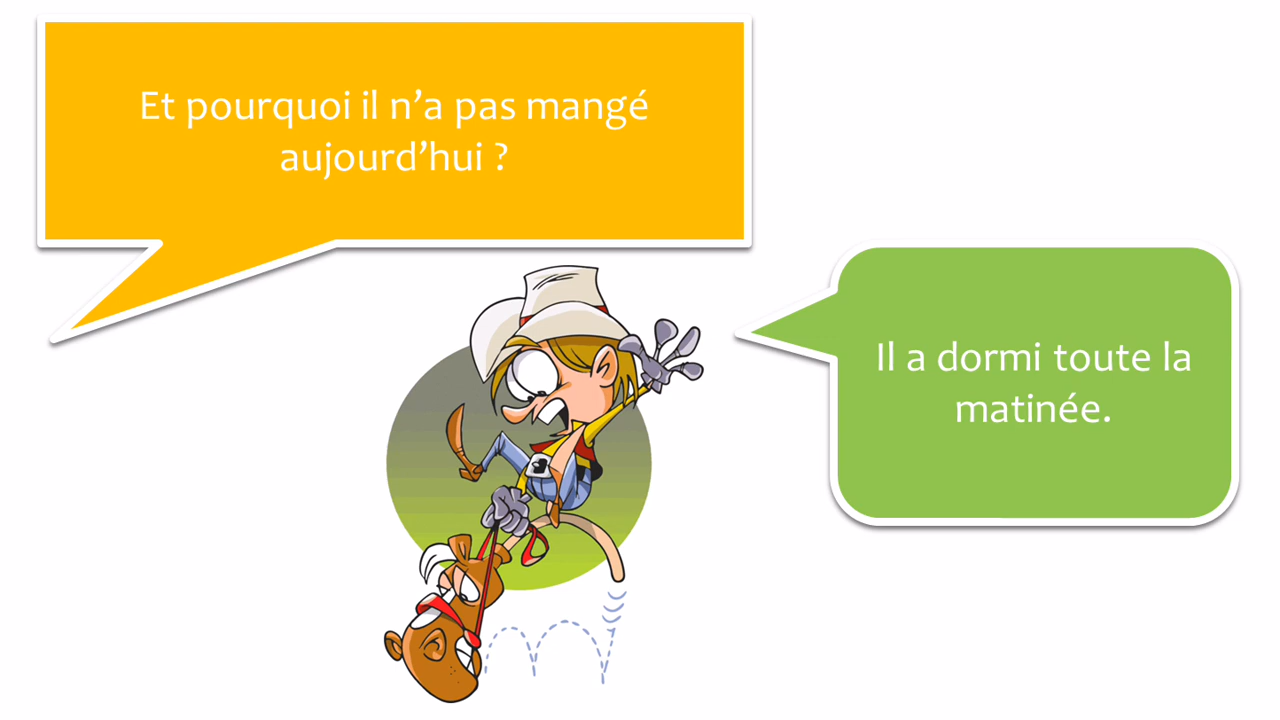 Et pourquoi il n’a pas mangé
aujourd’hui ?
Il a dormi toute la
matinée.